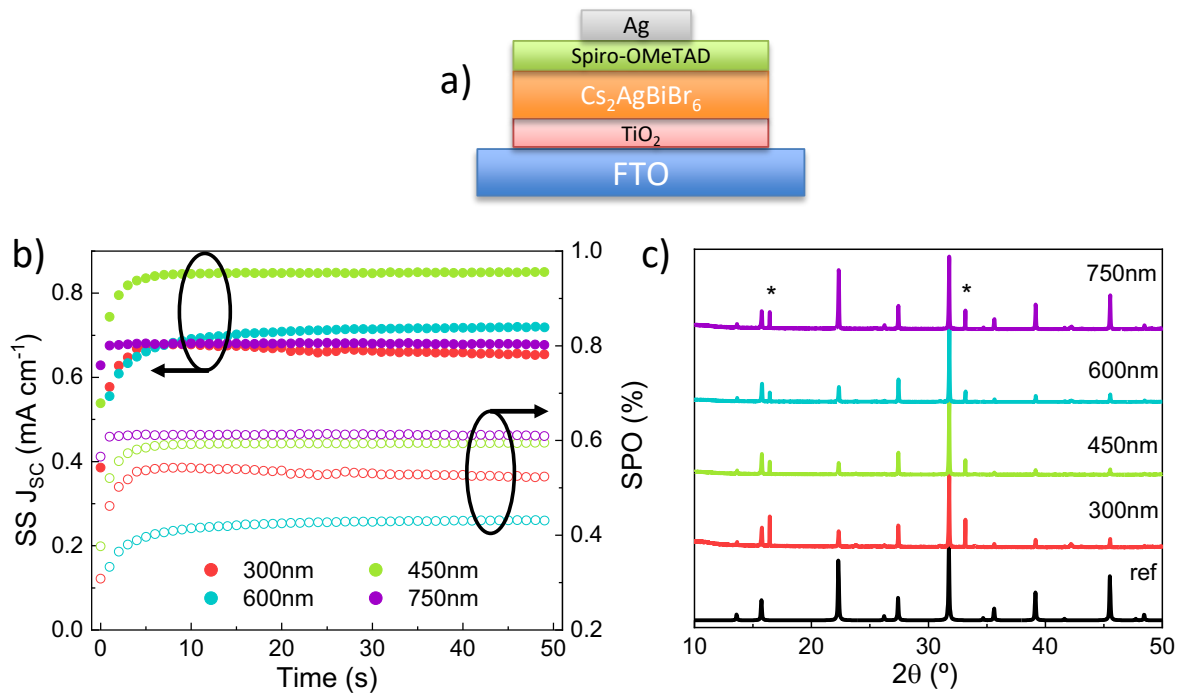 a)
Ag
Spiro-OMeTAD
Cs₂AgBiBr₆
TiO₂
FTO
b)
SS J_SC (mA cm⁻¹)
0.8
0.6
0.4
0.2
0.0
1.0
0.8
0.6
0.4
0.2
SPO (%)
300nm
450nm
600nm
750nm
0 10 20 30 40 50
Time (s)
c)
750nm
* *
600nm
450nm
300nm
ref
10 20 30 40 50
2θ (º)